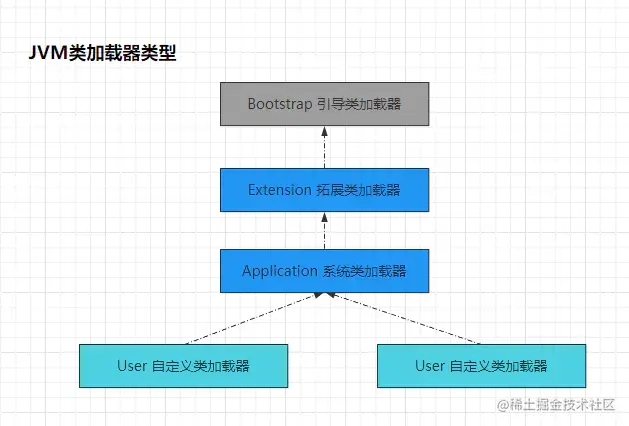 JVM类加载器类型
Bootstrap 引导类加载器
Extension 拓展类加载器
Application 系统类加载器
User 自定义类加载器
User 自定义类加载器
@稀土掘金技术社区